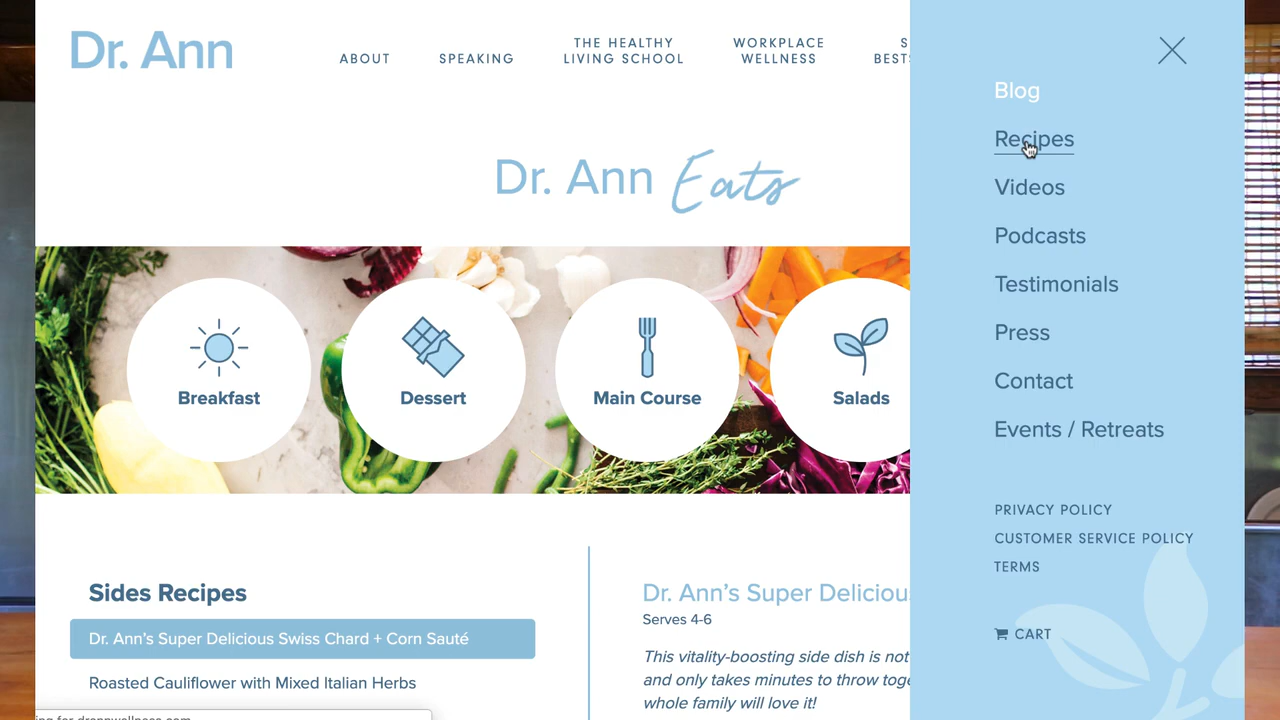 Dr. Ann
ABOUT
SPEAKING
THE HEALTHY
LIVING SCHOOL
WORKPLACE
WELLNESS
Dr. Ann Eats
Breakfast
Dessert
Main Course
Salads
Sides Recipes
Dr. Ann's Super Delicious Swiss Chard + Corn Sauté
Roasted Cauliflower with Mixed Italian Herbs
Dr. Ann's Super Delicious
Serves 4-6
This vitality-boosting side dish is not
and only takes minutes to throw
whole family will love it!
Blog
Recipes
Videos
Podcasts
Testimonials
Press
Contact
Events / Retreats
PRIVACY POLICY
CUSTOMER SERVICE POLICY
TERMS
CART